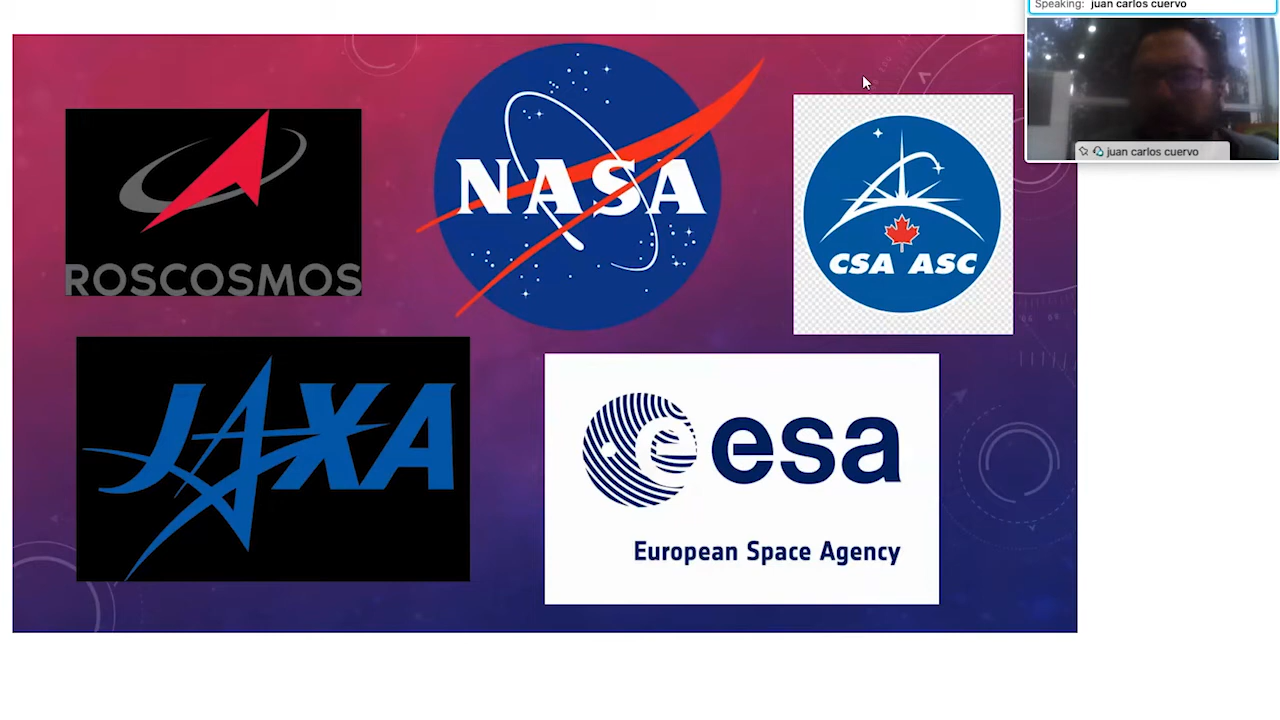 Speaking: juan carlos cuervo
juan carlos cuervo
NASA
ROSCOSMOS
CSA ASC
JAXA
e esa
European Space Agency